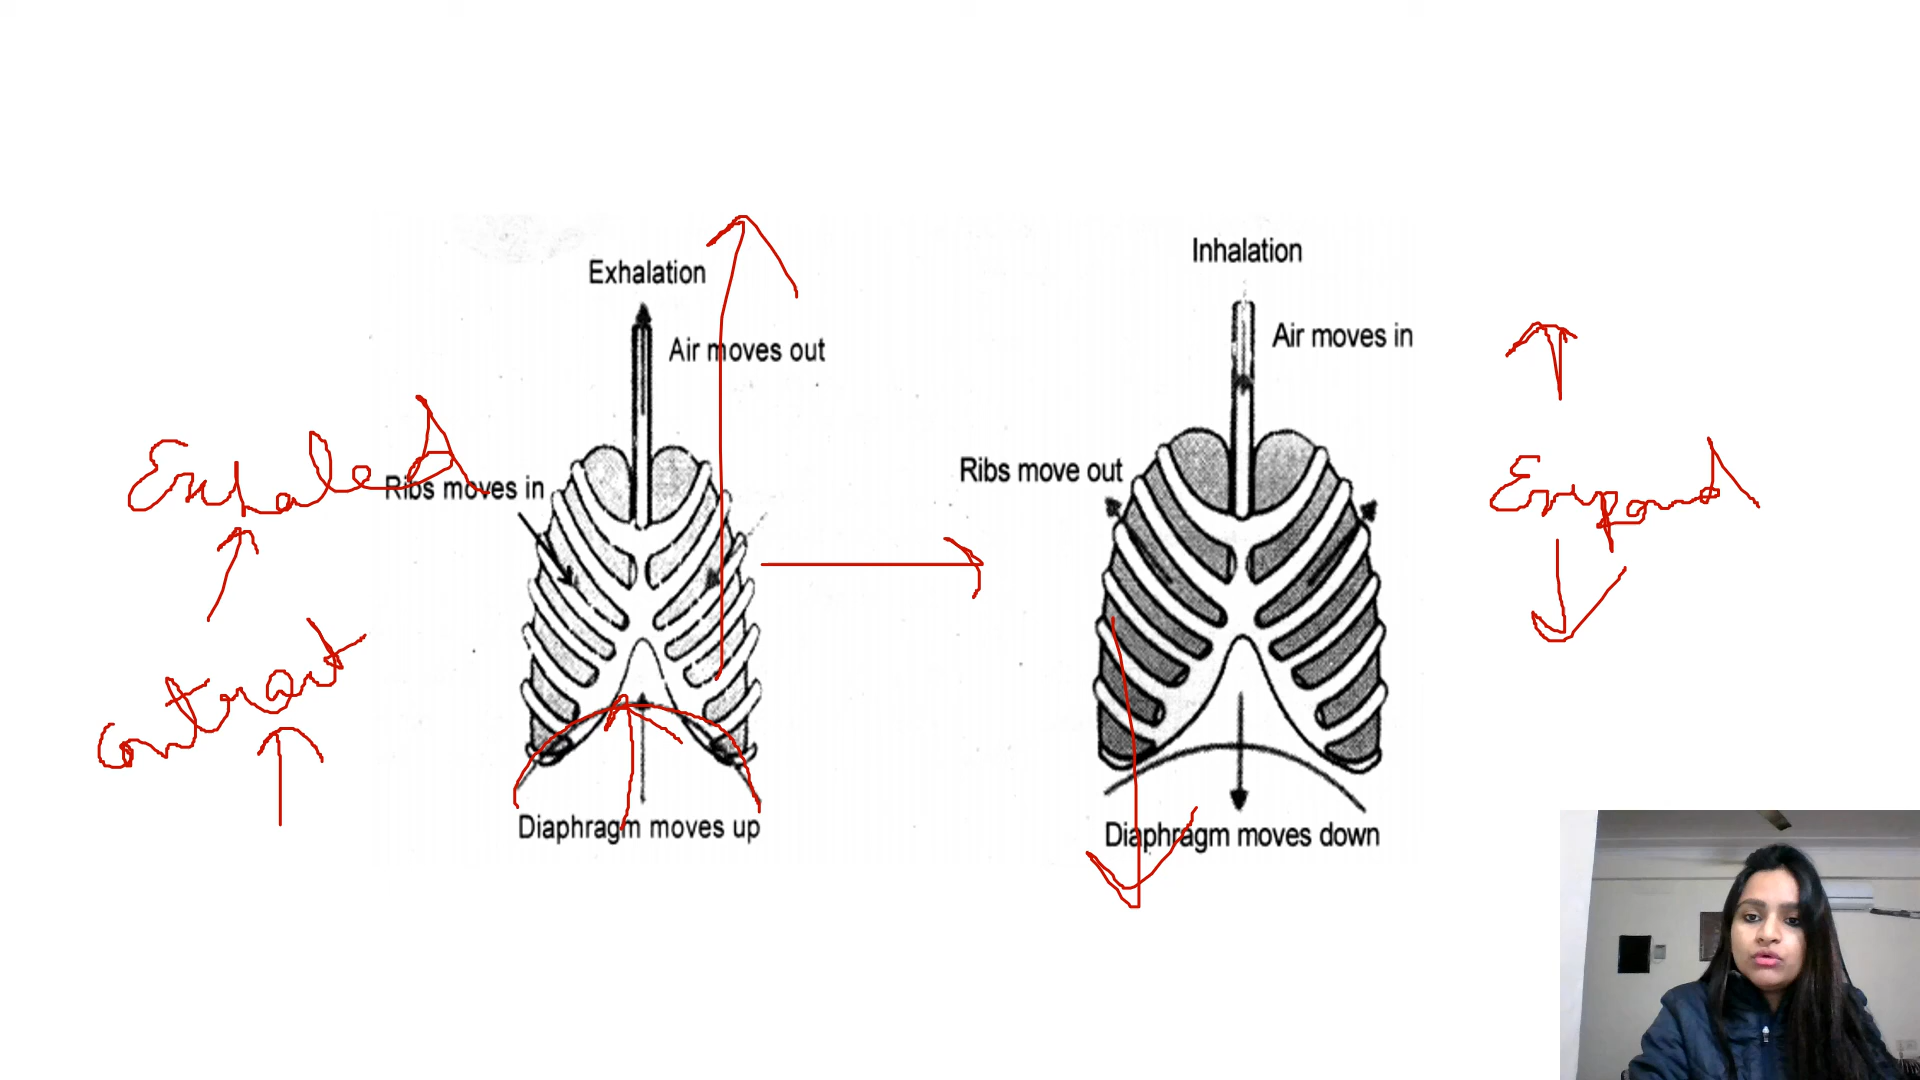 Exhalation
Air moves out
Exhaled
Ribs moves in
Contract
Diaphragm moves up
Inhalation
Air moves in
Ribs move out
Expand
Diaphragm moves down